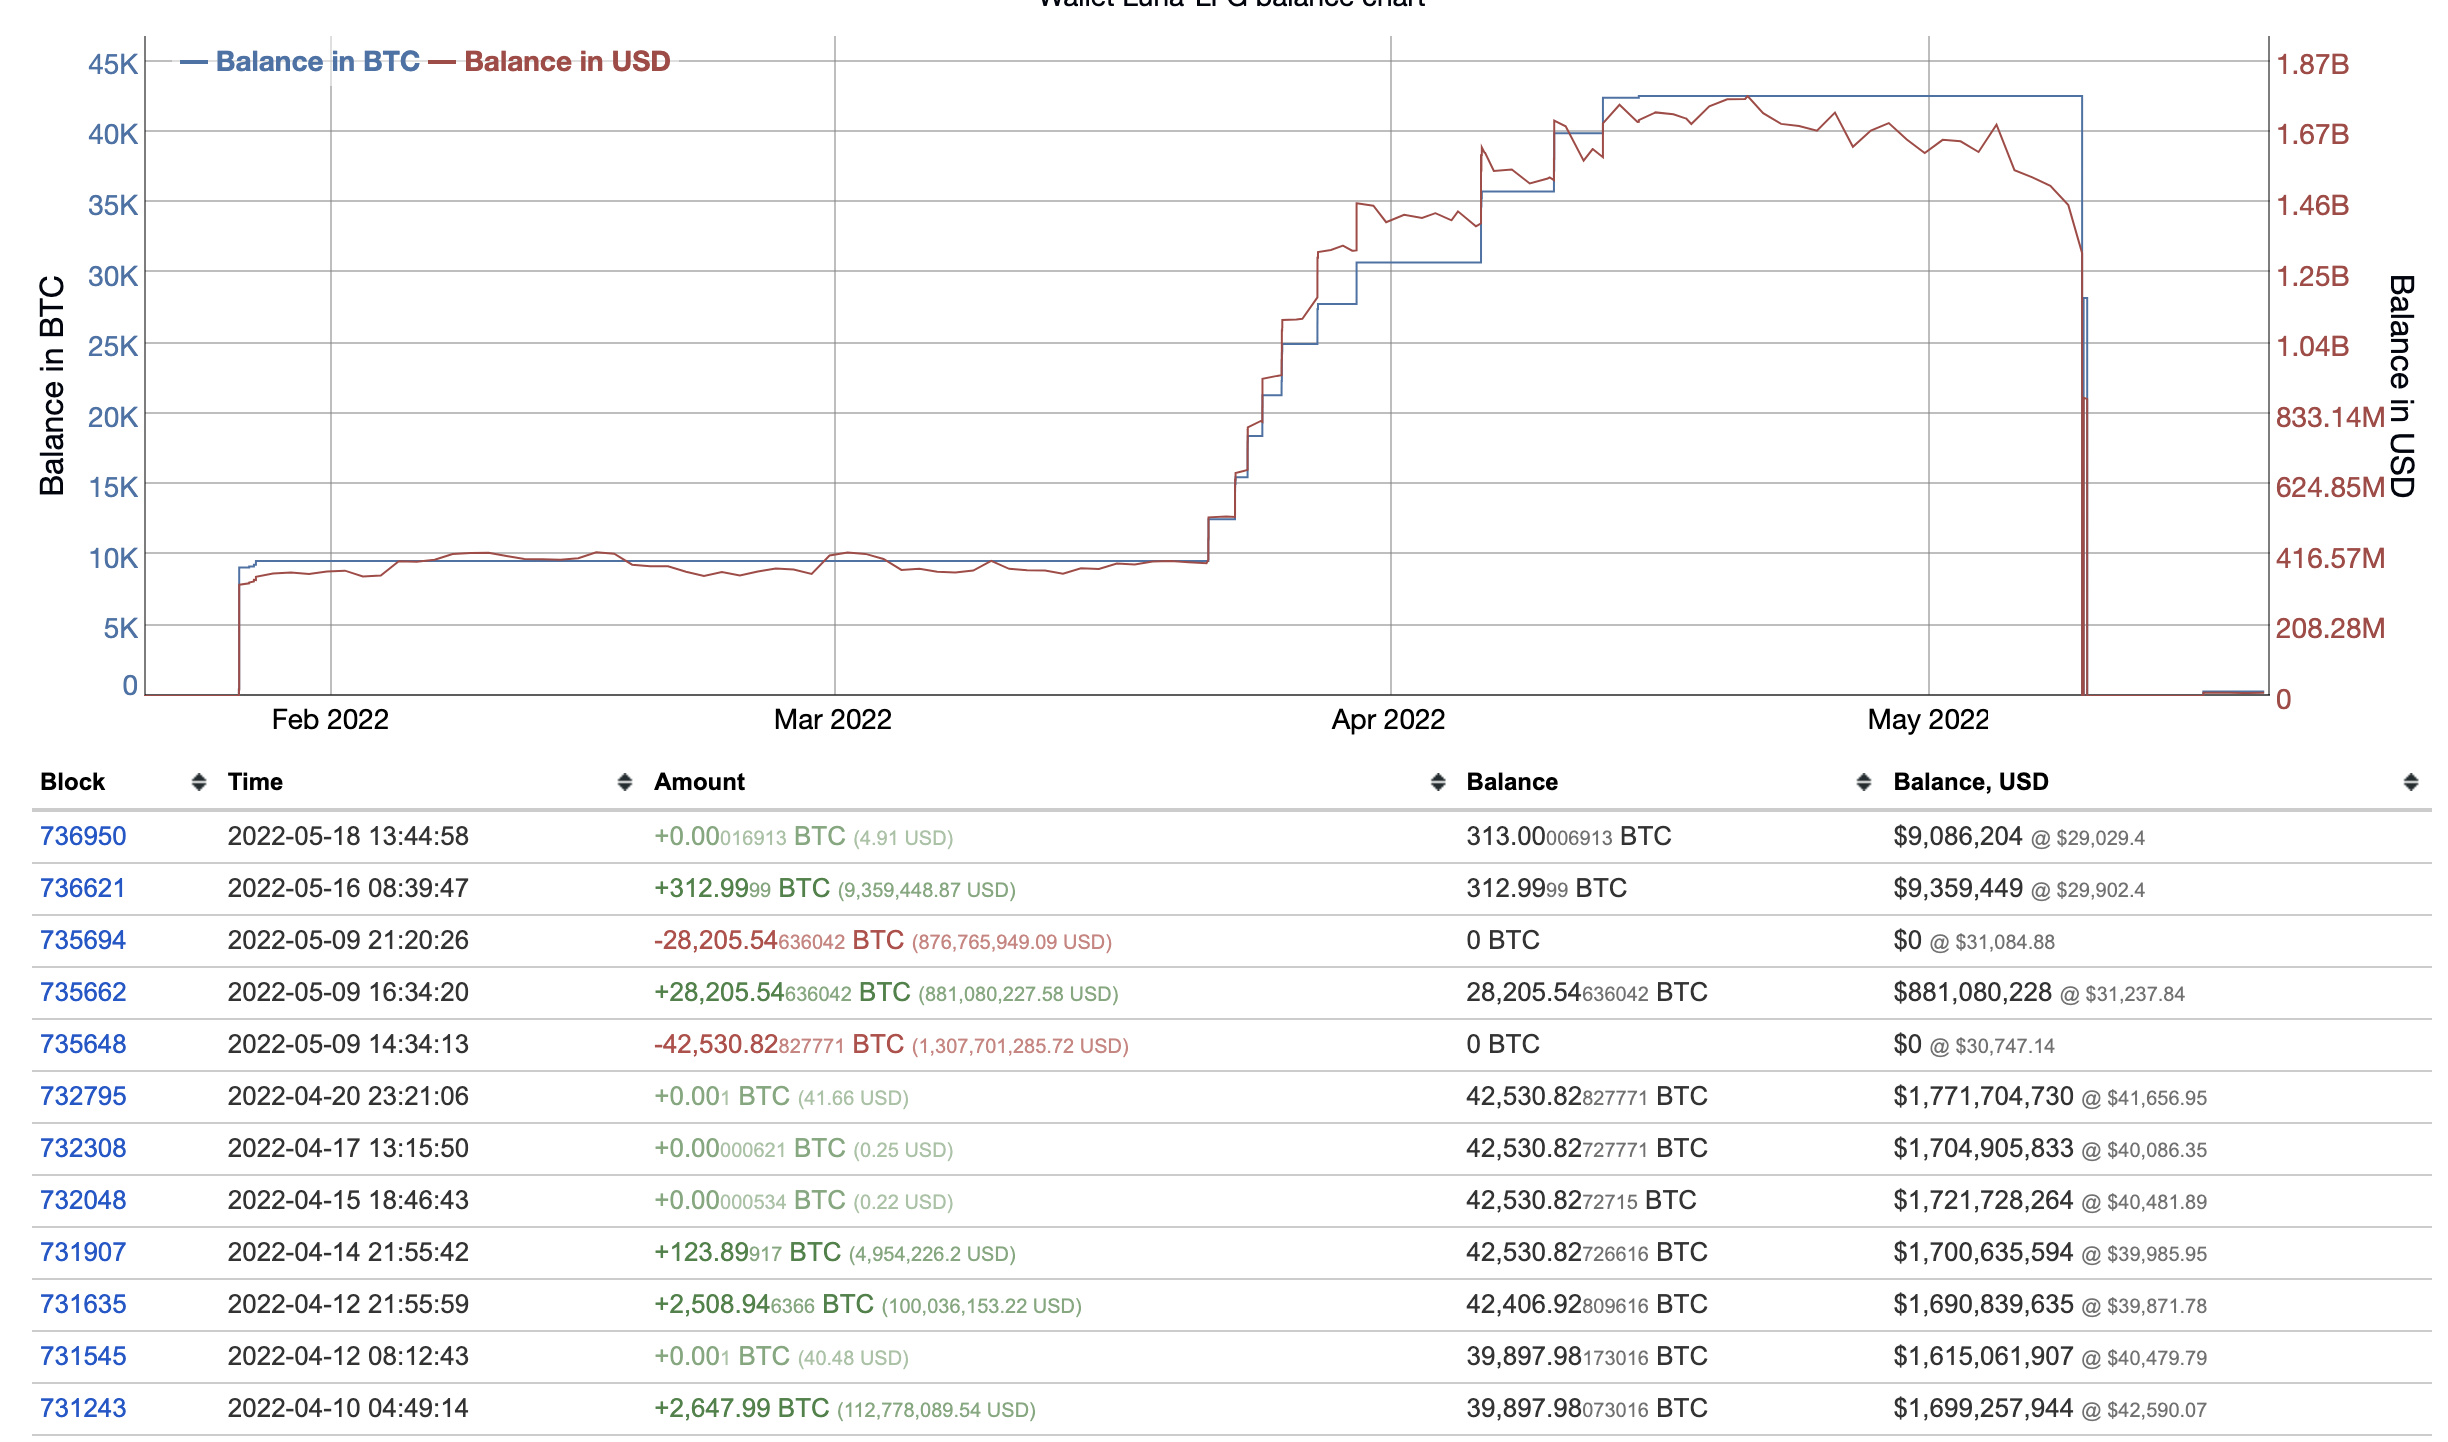 Wallet Luna-LFG balance chart
Balance in BTC Balance in USD
45K 1.87B
40K 1.67B
35K 1.46B
30K 1.25B
25K 1.04B
20K 833.14M
15K 624.85M
10K 416.57M
5K 208.28M
0 0
Balance in BTC
Balance in USD
Feb 2022 Mar 2022 Apr 2022 May 2022
Block Time Amount Balance Balance, USD
736950 2022-05-18 13:44:58 +0.00016913 BTC (4.91 USD) 313.00006913 BTC $9,086,204 @ $29,029.4
736621 2022-05-16 08:39:47 +312.9999 BTC (9,359,448.87 USD) 312.9999 BTC $9,359,449 @ $29,902.4
735694 2022-05-09 21:20:26 -28,205.54636042 BTC (876,765,949.09 USD) 0 BTC $0 @ $31,084.88
735662 2022-05-09 16:34:20 +28,205.54636042 BTC (881,080,227.58 USD) 28,205.54636042 BTC $881,080,228 @ $31,237.84
735648 2022-05-09 14:34:13 -42,530.82827771 BTC (1,307,701,285.72 USD) 0 BTC $0 @ $30,747.14
732795 2022-04-20 23:21:06 +0.001 BTC (41.66 USD) 42,530.82827771 BTC $1,771,704,730 @ $41,656.95
732308 2022-04-17 13:15:50 +0.00000621 BTC (0.25 USD) 42,530.82727771 BTC $1,704,905,833 @ $40,086.35
732048 2022-04-15 18:46:43 +0.00000534 BTC (0.22 USD) 42,530.8272715 BTC $1,721,728,264 @ $40,481.89
731907 2022-04-14 21:55:42 +123.89917 BTC (4,954,226.2 USD) 42,530.82726616 BTC $1,700,635,594 @ $39,985.95
731635 2022-04-12 21:55:59 +2,508.946366 BTC (100,036,153.22 USD) 42,406.92809616 BTC $1,690,839,635 @ $39,871.78
731545 2022-04-12 08:12:43 +0.001 BTC (40.48 USD) 39,897.98173016 BTC $1,615,061,907 @ $40,479.79
731243 2022-04-10 04:49:14 +2,647.99 BTC (112,778,089.54 USD) 39,897.98073016 BTC $1,699,257,944 @ $42,590.07